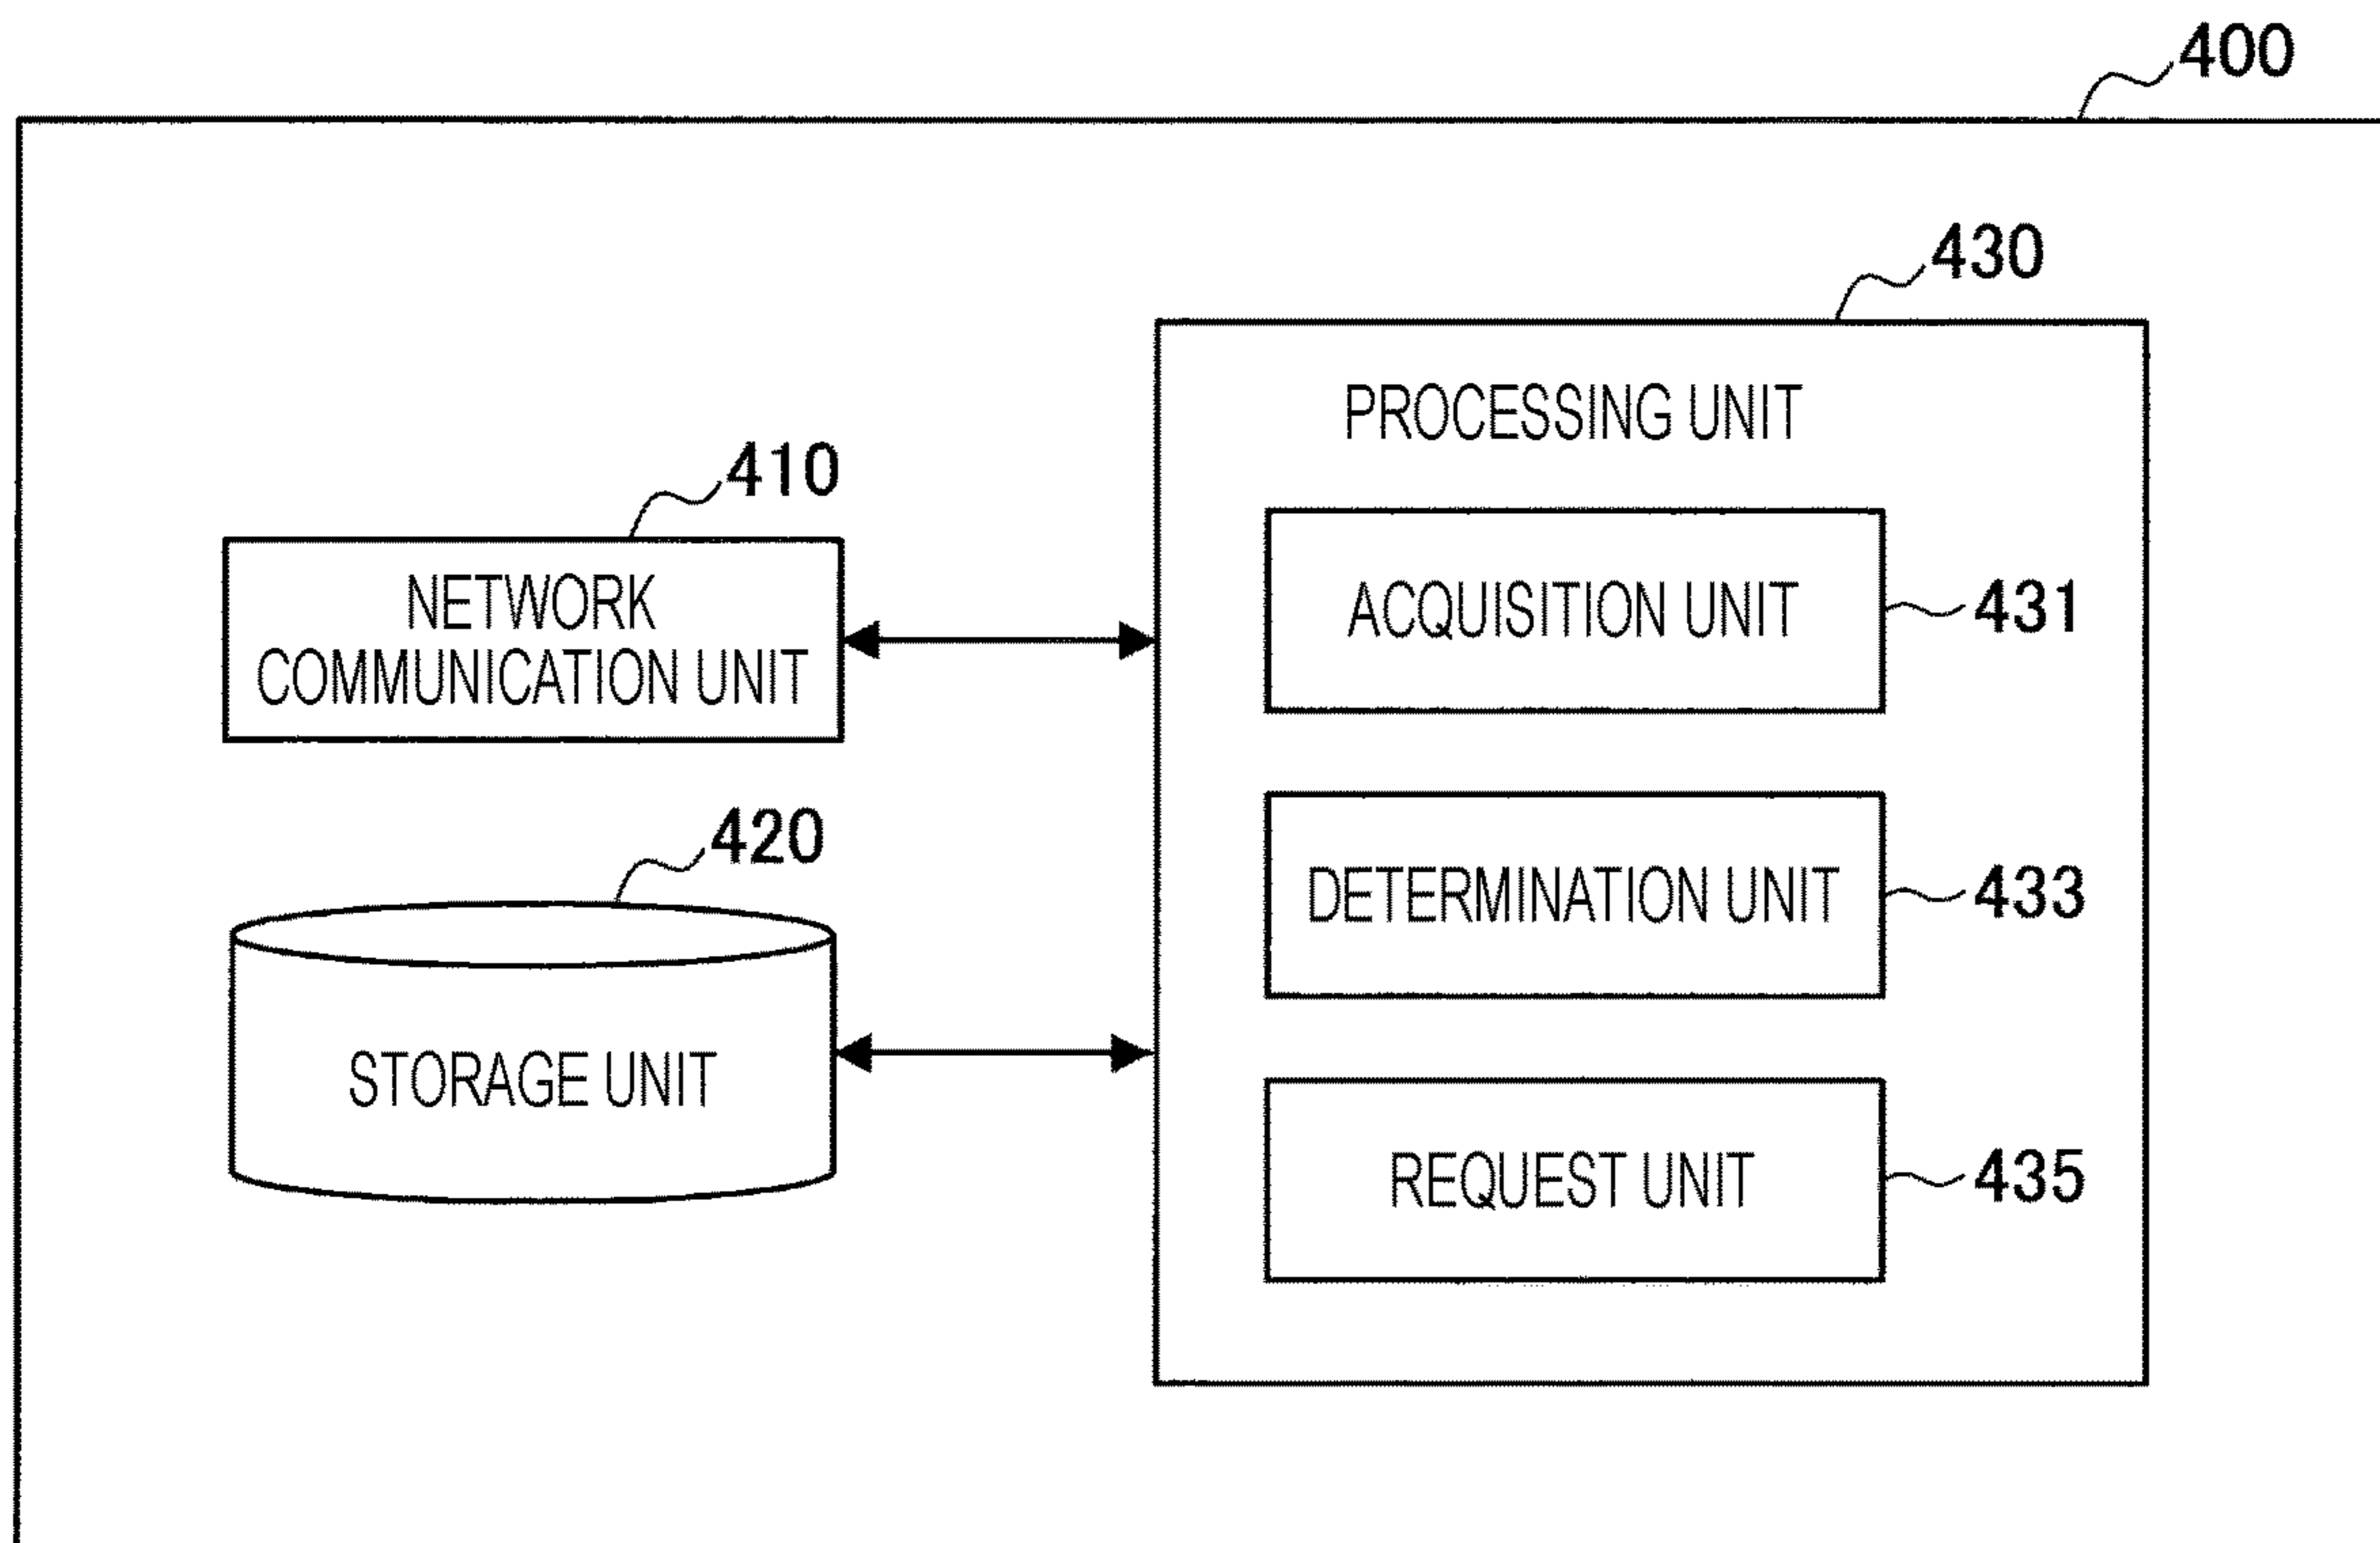 400
430
PROCESSING UNIT
410
NETWORK
COMMUNICATION UNIT
ACQUISITION UNIT
431
420
DETERMINATION UNIT
433
STORAGE UNIT
REQUEST UNIT
435